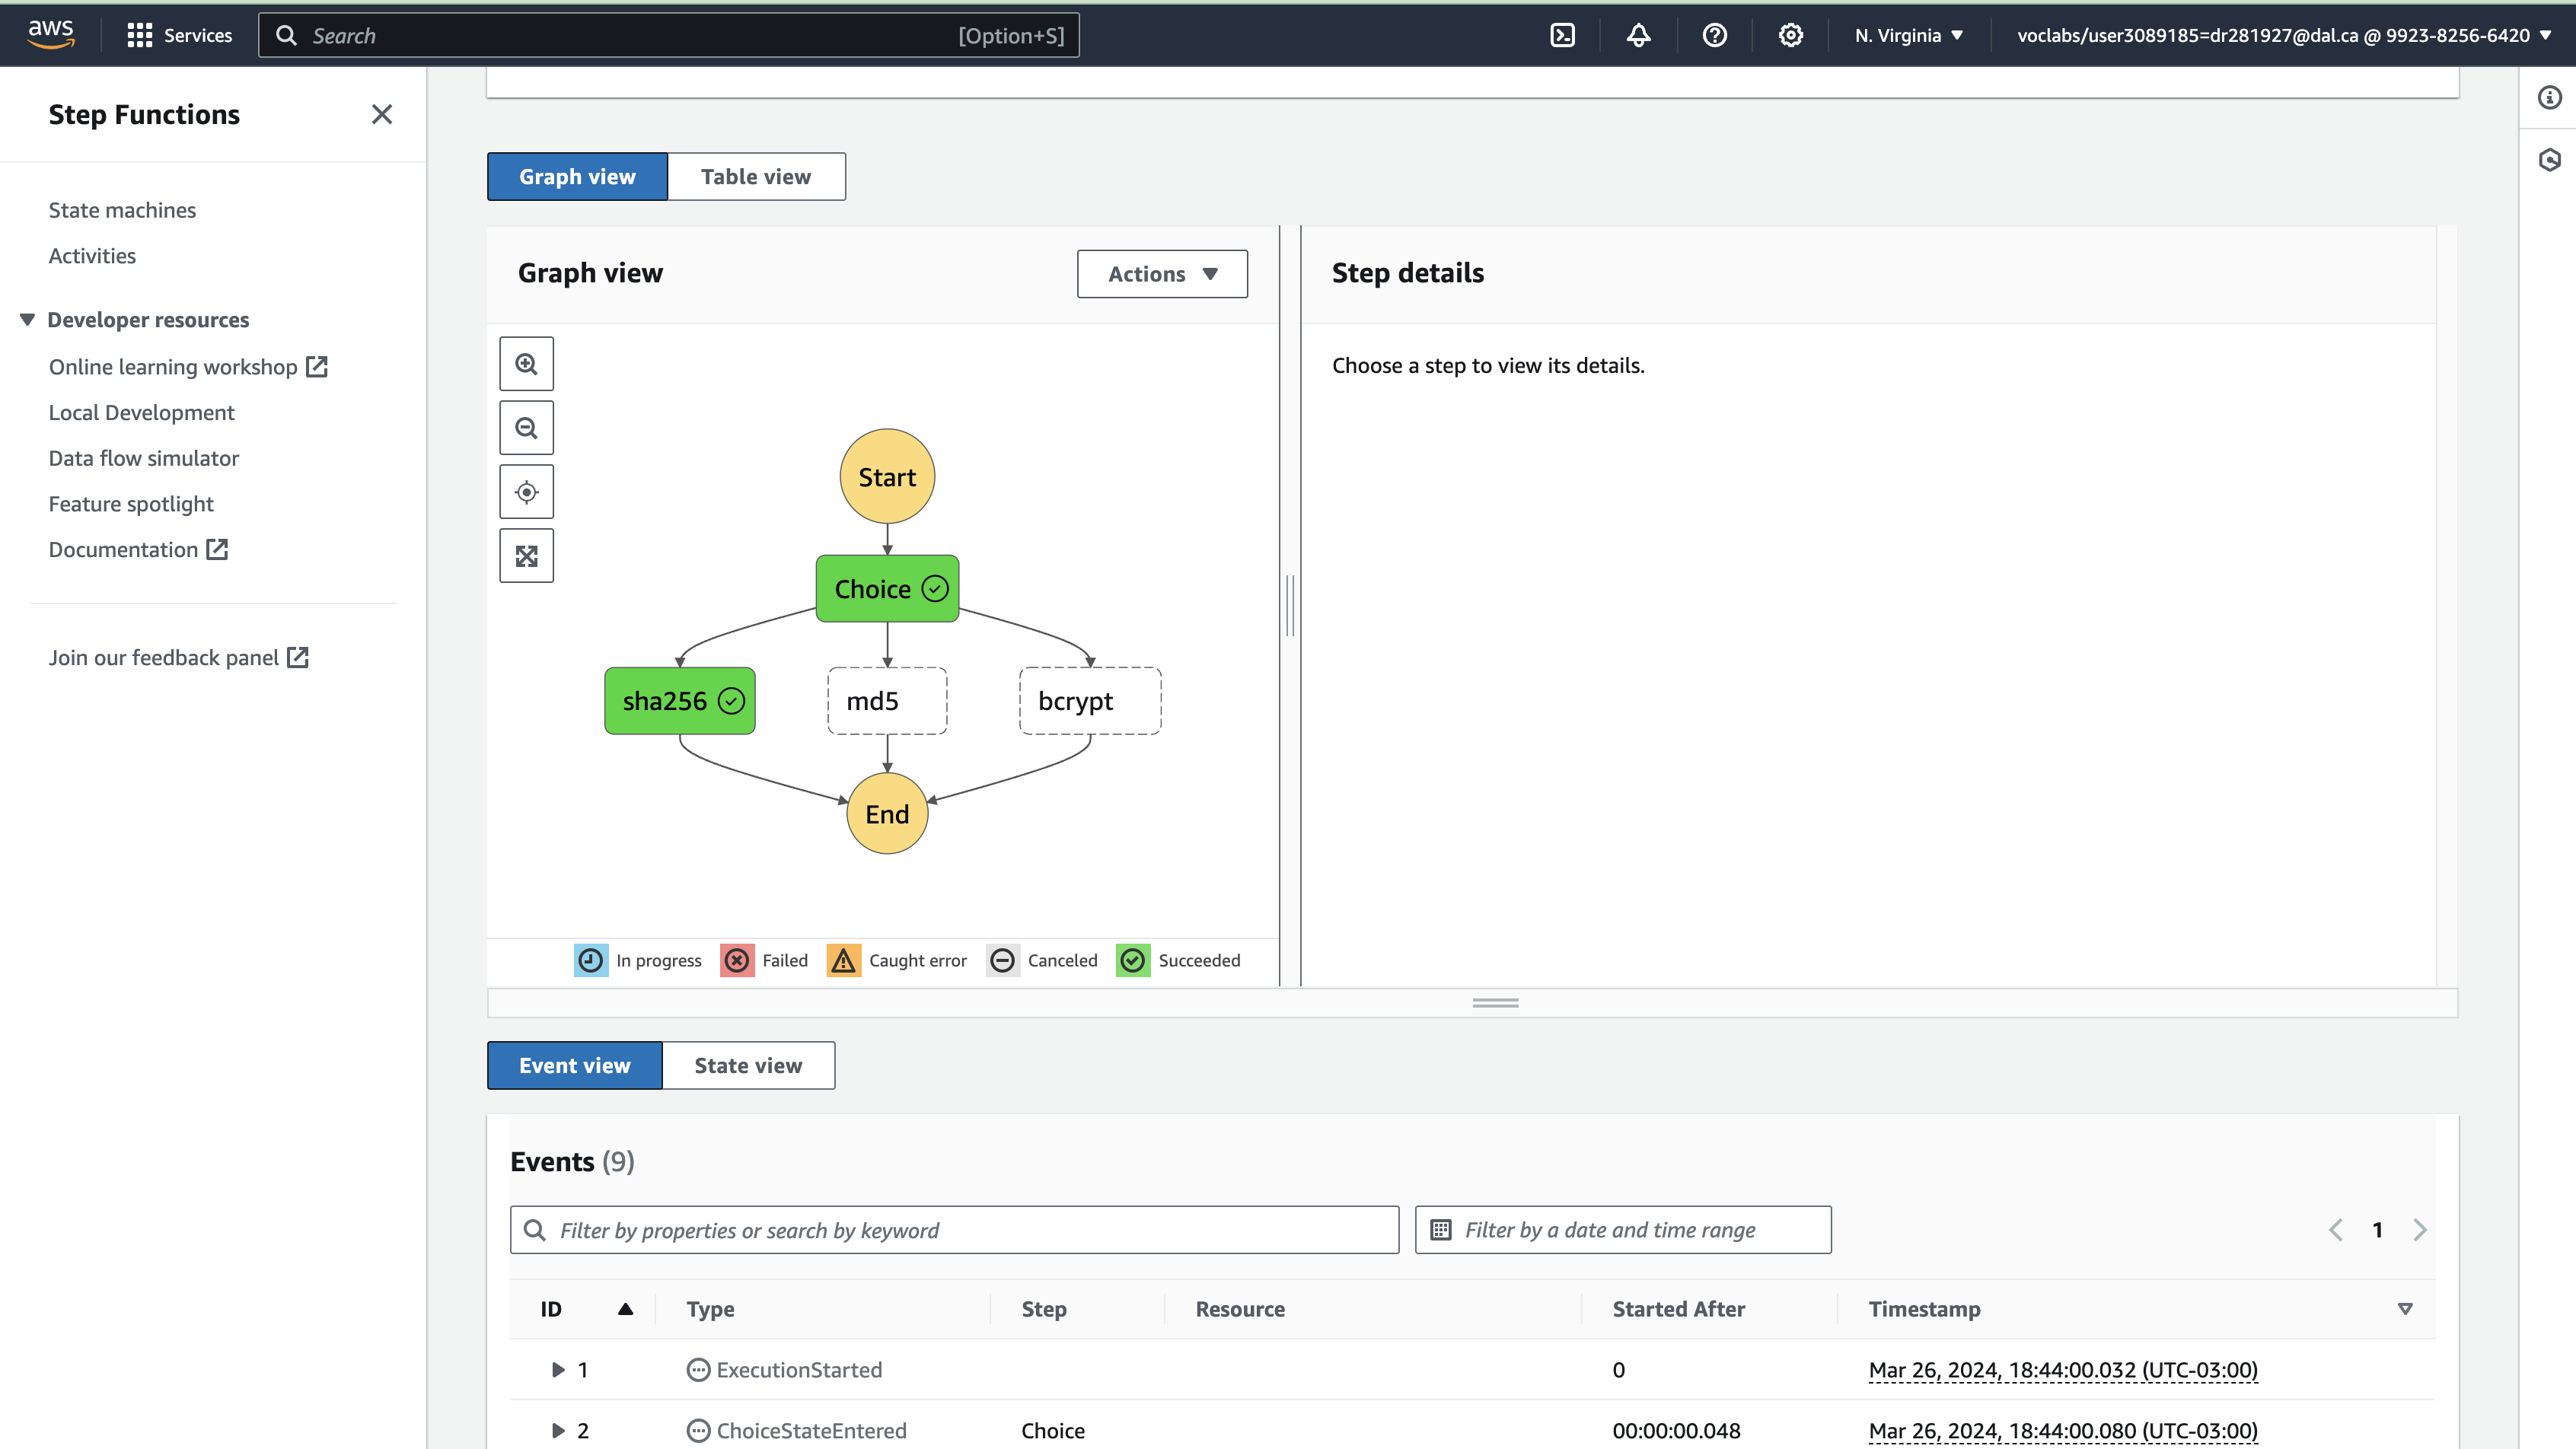 aws
Services
Search [Option+S]
N. Virginia
voclabs/user3089185=dr281927@dal.ca @ 9923-8256-6420
Step Functions
State machines
Activities
Developer resources
Online learning workshop
Local Development
Data flow simulator
Feature spotlight
Documentation
Join our feedback panel
Graph view
Table view
Graph view
Actions
Start
Choice
sha256
md5
bcrypt
End
In progress
Failed
Caught error
Canceled
Succeeded
Step details
Choose a step to view its details.
Event view
State view
Events (9)
Filter by properties or search by keyword
Filter by a date and time range
1
ID Type Step Resource Started After Timestamp
1 ExecutionStarted 0 Mar 26, 2024, 18:44:00.032 (UTC-03:00)
2 ChoiceStateEntered Choice 00:00:00.048 Mar 26, 2024, 18:44:00.080 (UTC-03:00)